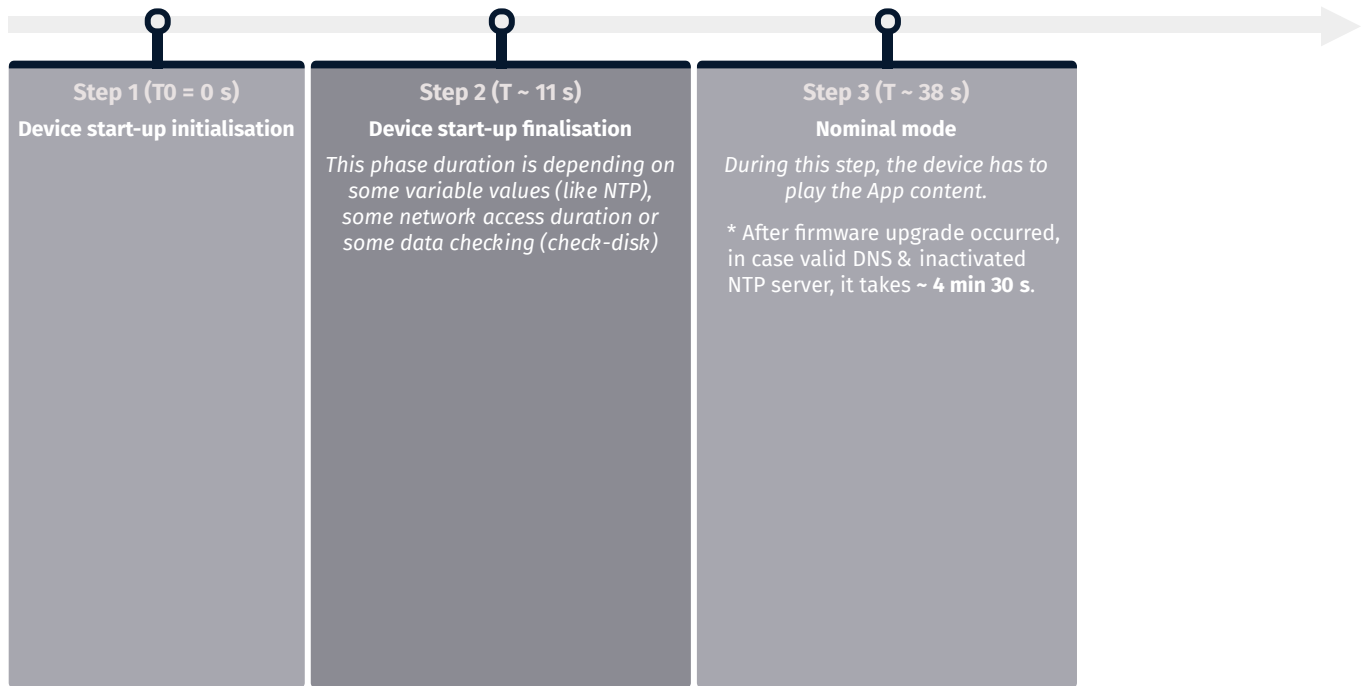 Step 1 (T0 = 0 s)
Device start-up initialisation
Step 2 (T ~ 11 s)
Device start-up finalisation
This phase duration is depending on
some variable values (like NTP),
some network access duration or
some data checking (check-disk)
Step 3 (T ~ 38 s)
Nominal mode
During this step, the device has to
play the App content.
* After firmware upgrade occurred,
in case valid DNS & inactivated
NTP server, it takes ~ 4 min 30 s.